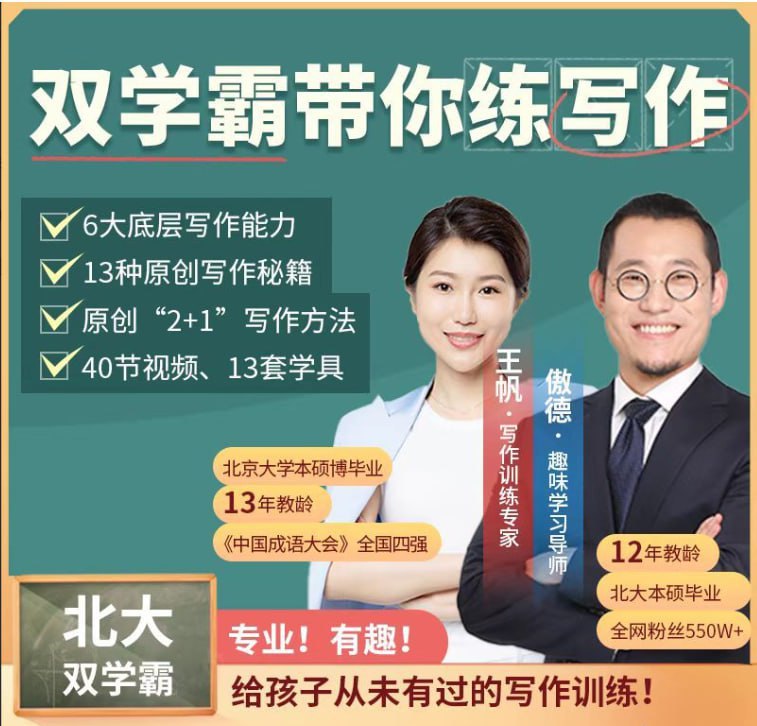 双学霸带你练写作
6大底层写作能力
13种原创写作秘籍
原创“2+1”写作方法
40节视频、13套学具
王帆·写作训练专家
傲德·趣味学习导师
北京大学本硕博毕业
13年教龄
《中国成语大会》全国四强
12年教龄
北大本硕毕业
全网粉丝550W+
北大
双学霸
专业！有趣！
给孩子从未有过的写作训练！